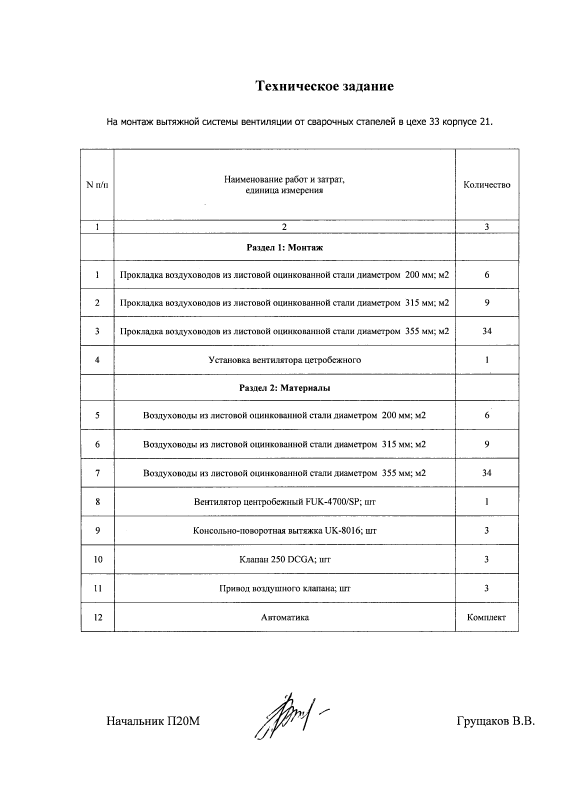 Техническое задание
На монтаж вытяжной системы вентиляции от сварочных стапелей в цехе 33 корпусе 21.
N п/п
Наименование работ и затрат,
единица измерения
Количество
1 2 3
Раздел 1: Монтаж
1 Прокладка воздуховодов из листовой оцинкованной стали диаметром 200 мм; м2 6
2 Прокладка воздуховодов из листовой оцинкованной стали диаметром 315 мм; м2 9
3 Прокладка воздуховодов из листовой оцинкованной стали диаметром 355 мм; м2 34
4 Установка вентилятора цетробежного 1
Раздел 2: Материалы
5 Воздуховоды из листовой оцинкованной стали диаметром 200 мм; м2 6
6 Воздуховоды из листовой оцинкованной стали диаметром 315 мм; м2 9
7 Воздуховоды из листовой оцинкованной стали диаметром 355 мм; м2 34
8 Вентилятор центробежный FUK-4700/SP; шт 1
9 Консольно-поворотная вытяжка UK-8016; шт 3
10 Клапан 250 DCGA; шт 3
11 Привод воздушного клапана; шт 3
12 Автоматика Комплект
Начальник П20М Грущаков В.В.